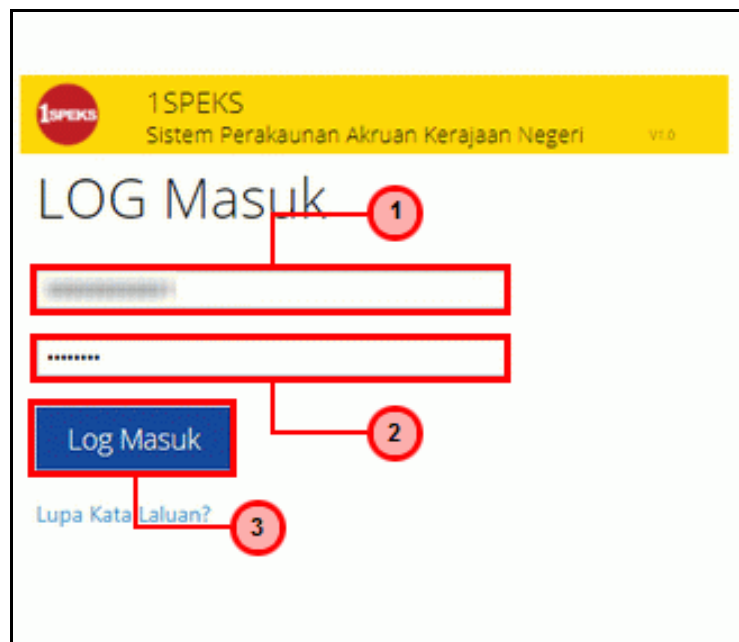 1SPEKS
1SPEKS
Sistem Perakaunan Akruan Kerajaan Negeri V1.0
LOG Masuk
1
••••••••
2
Log Masuk
Lupa Kata Laluan?
3